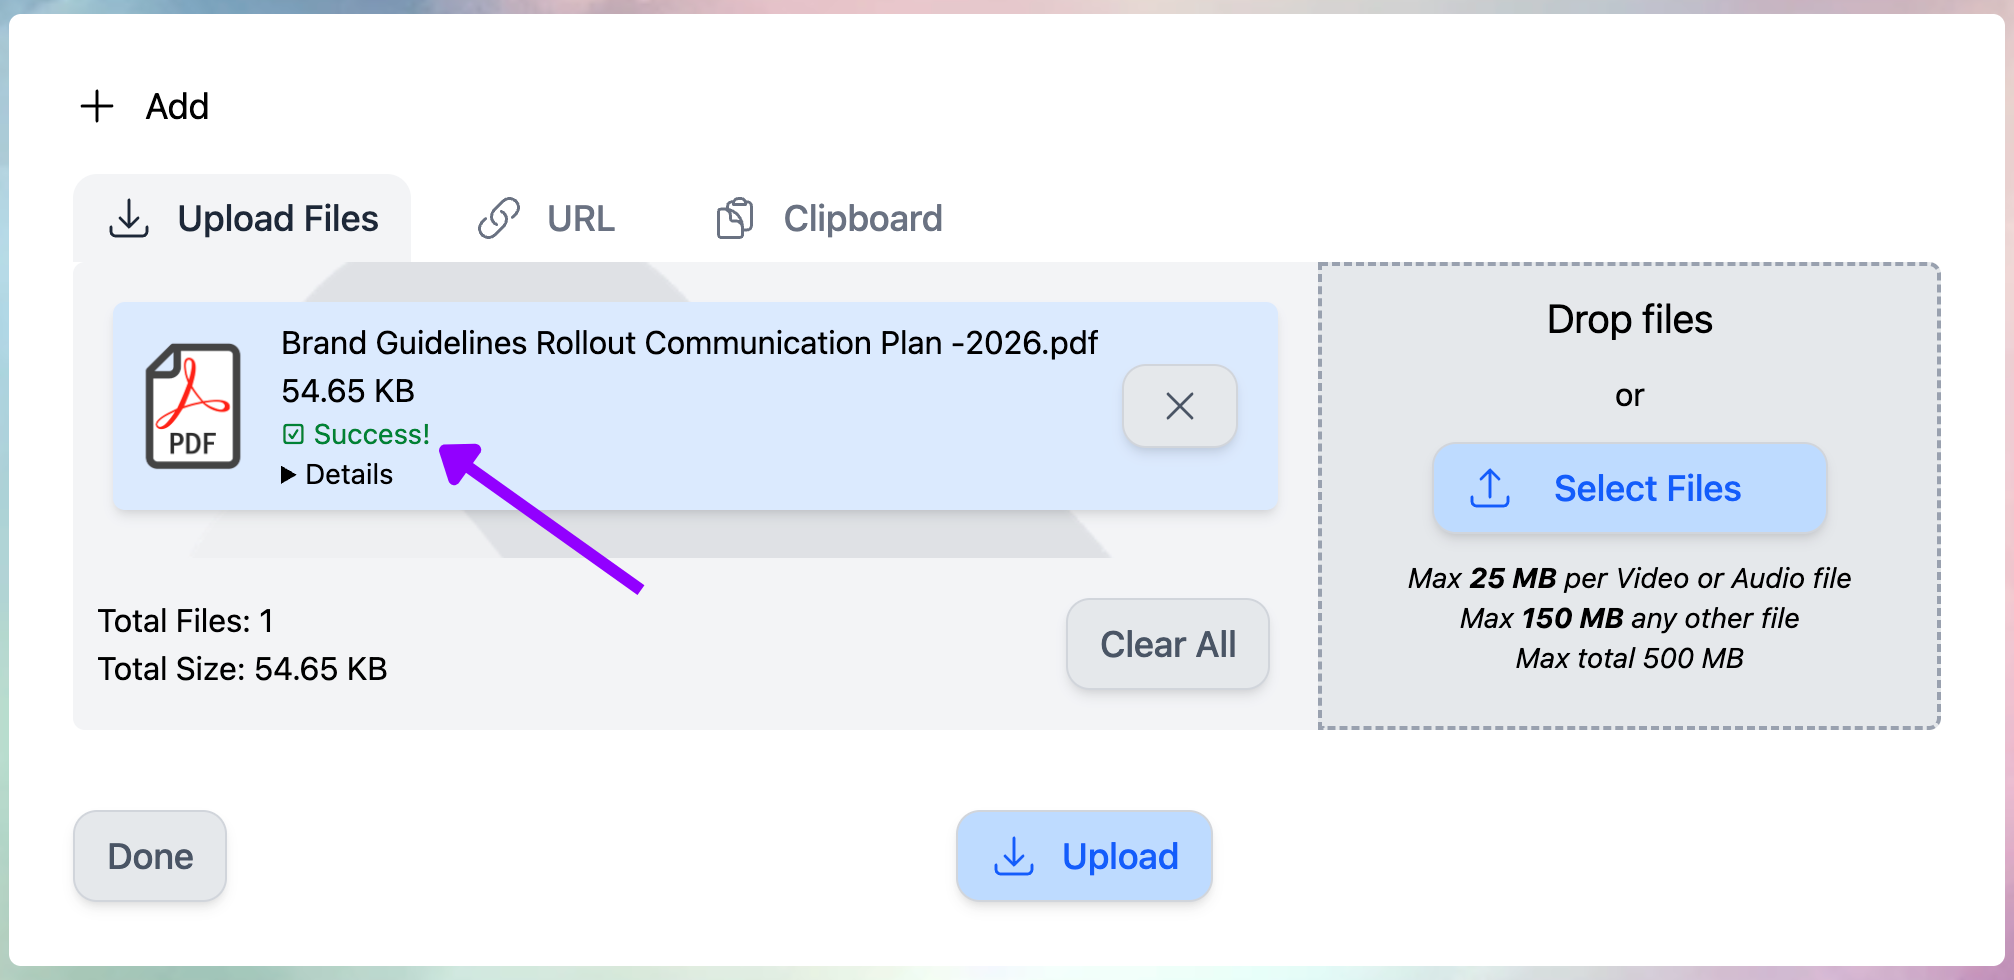 Add
Upload Files
URL
Clipboard
Brand Guidelines Rollout Communication Plan -2026.pdf
54.65 KB
Success!
Details
PDF
Total Files: 1
Total Size: 54.65 KB
Clear All
Drop files
or
Select Files
Max 25 MB per Video or Audio file
Max 150 MB any other file
Max total 500 MB
Done
Upload